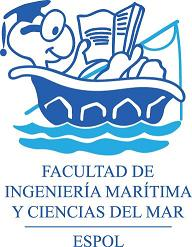 FACULTAD DE
INGENIERÍA MARÍTIMA
Y CIENCIAS DEL MAR
ESPOL